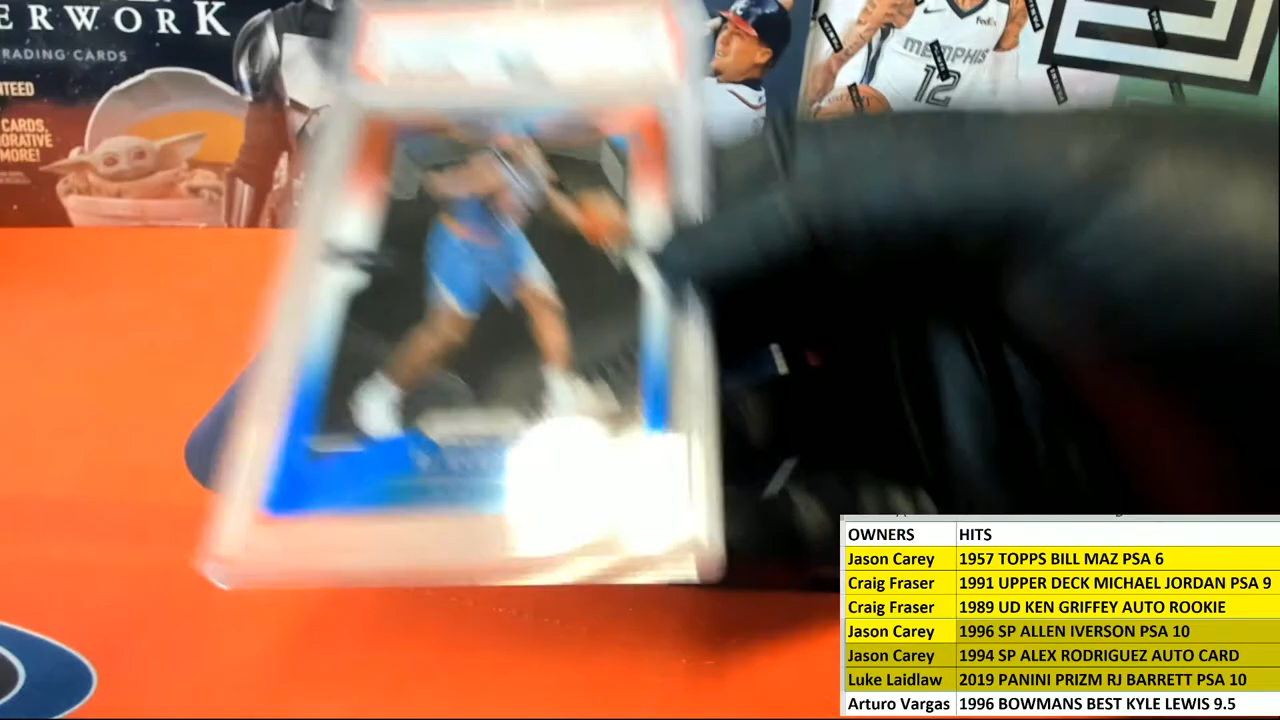 ERWORK
RADING CARDS
NTEED
CARDS,
ORATIVE
MORE!
FedEx
MEMPHIS
12
OWNERS HITS
Jason Carey 1957 TOPPS BILL MAZ PSA 6
Craig Fraser 1991 UPPER DECK MICHAEL JORDAN PSA 9
Craig Fraser 1989 UD KEN GRIFFEY AUTO ROOKIE
Jason Carey 1996 SP ALLEN IVERSON PSA 10
Jason Carey 1994 SP ALEX RODRIGUEZ AUTO CARD
Luke Laidlaw 2019 PANINI PRIZM RJ BARRETT PSA 10
Arturo Vargas 1996 BOWMANS BEST KYLE LEWIS 9.5